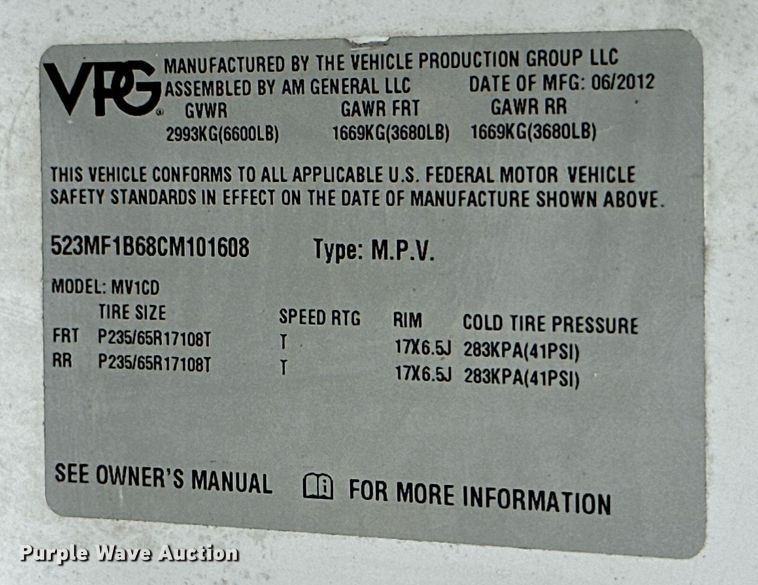 VPG® MANUFACTURED BY THE VEHICLE PRODUCTION GROUP LLC
ASSEMBLED BY AM GENERAL LLC DATE OF MFG: 06/2012
GVWR GAWR FRT GAWR RR
2993KG(6600LB) 1669KG(3680LB) 1669KG(3680LB)
THIS VEHICLE CONFORMS TO ALL APPLICABLE U.S. FEDERAL MOTOR VEHICLE
SAFETY STANDARDS IN EFFECT ON THE DATE OF MANUFACTURE SHOWN ABOVE.
523MF1B68CM101608 Type: M.P.V.
MODEL: MV1CD
TIRE SIZE SPEED RTG RIM COLD TIRE PRESSURE
FRT P235/65R17108T T 17X6.5J 283KPA(41PSI)
RR P235/65R17108T T 17X6.5J 283KPA(41PSI)
SEE OWNER'S MANUAL FOR MORE INFORMATION
Purple Wave Auction